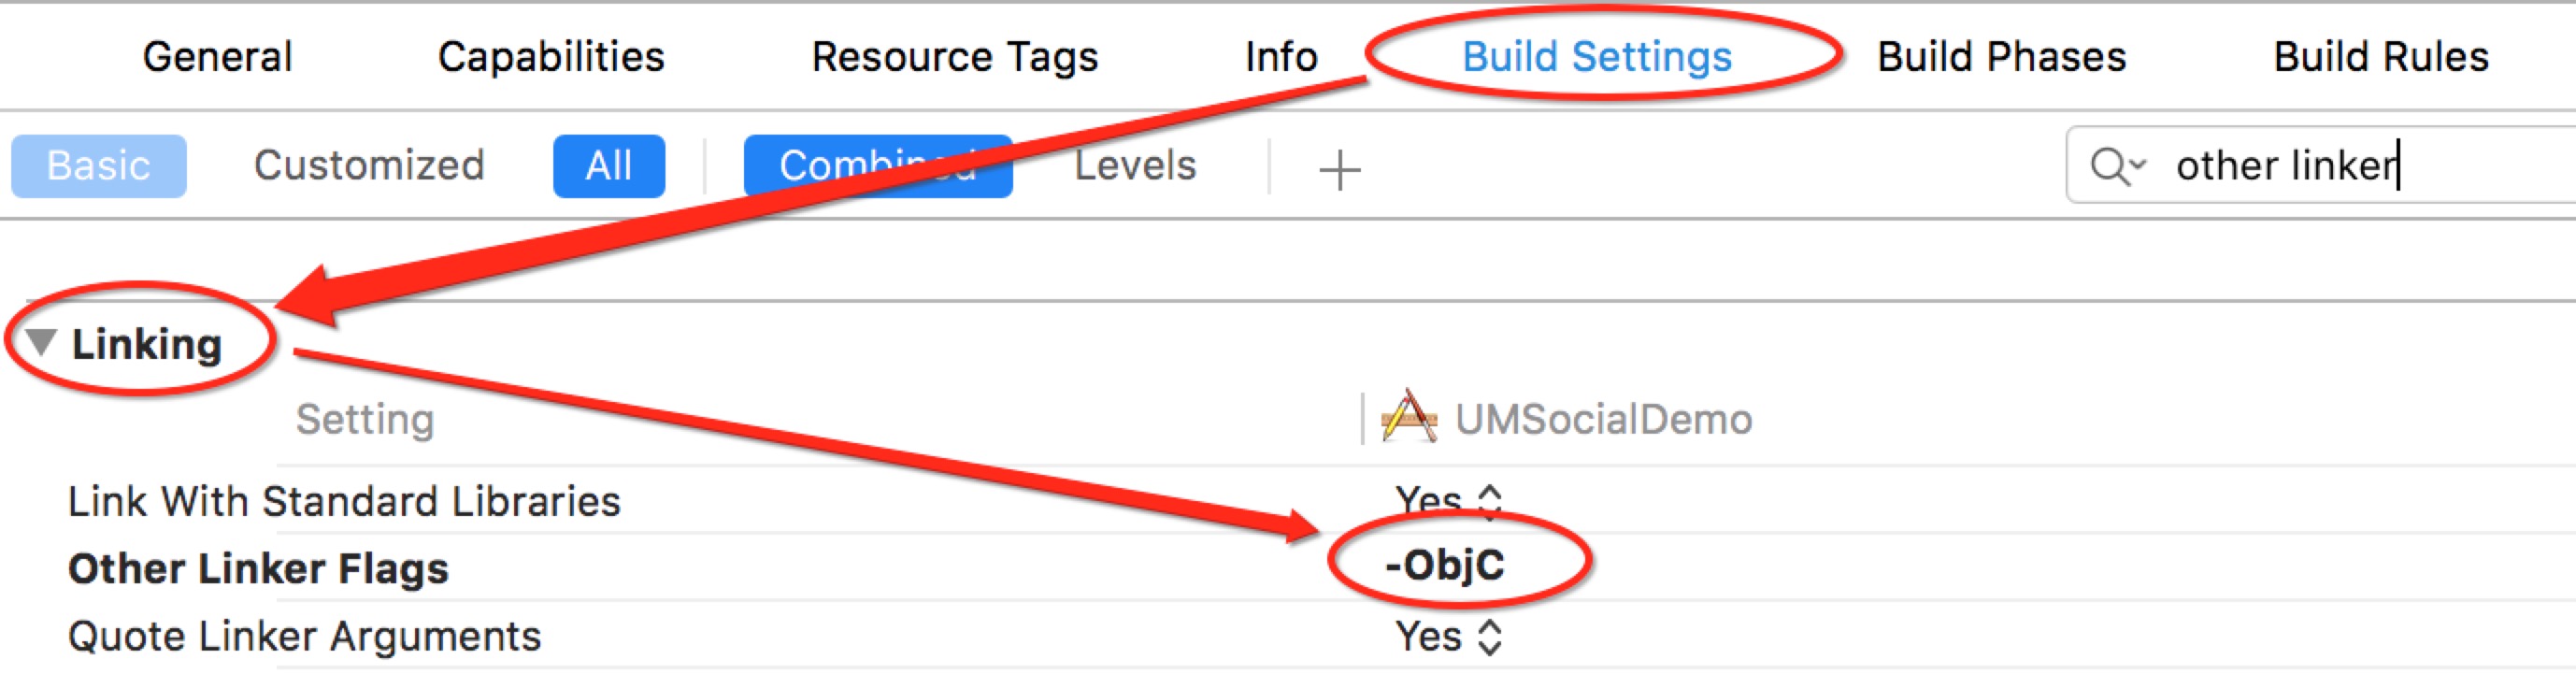 General Capabilities Resource Tags Info Build Settings Build Phases Build Rules
Basic Customized All Combined Levels + other linker
Linking
Setting UMSocialDemo
Link With Standard Libraries Yes
Other Linker Flags -ObjC
Quote Linker Arguments Yes